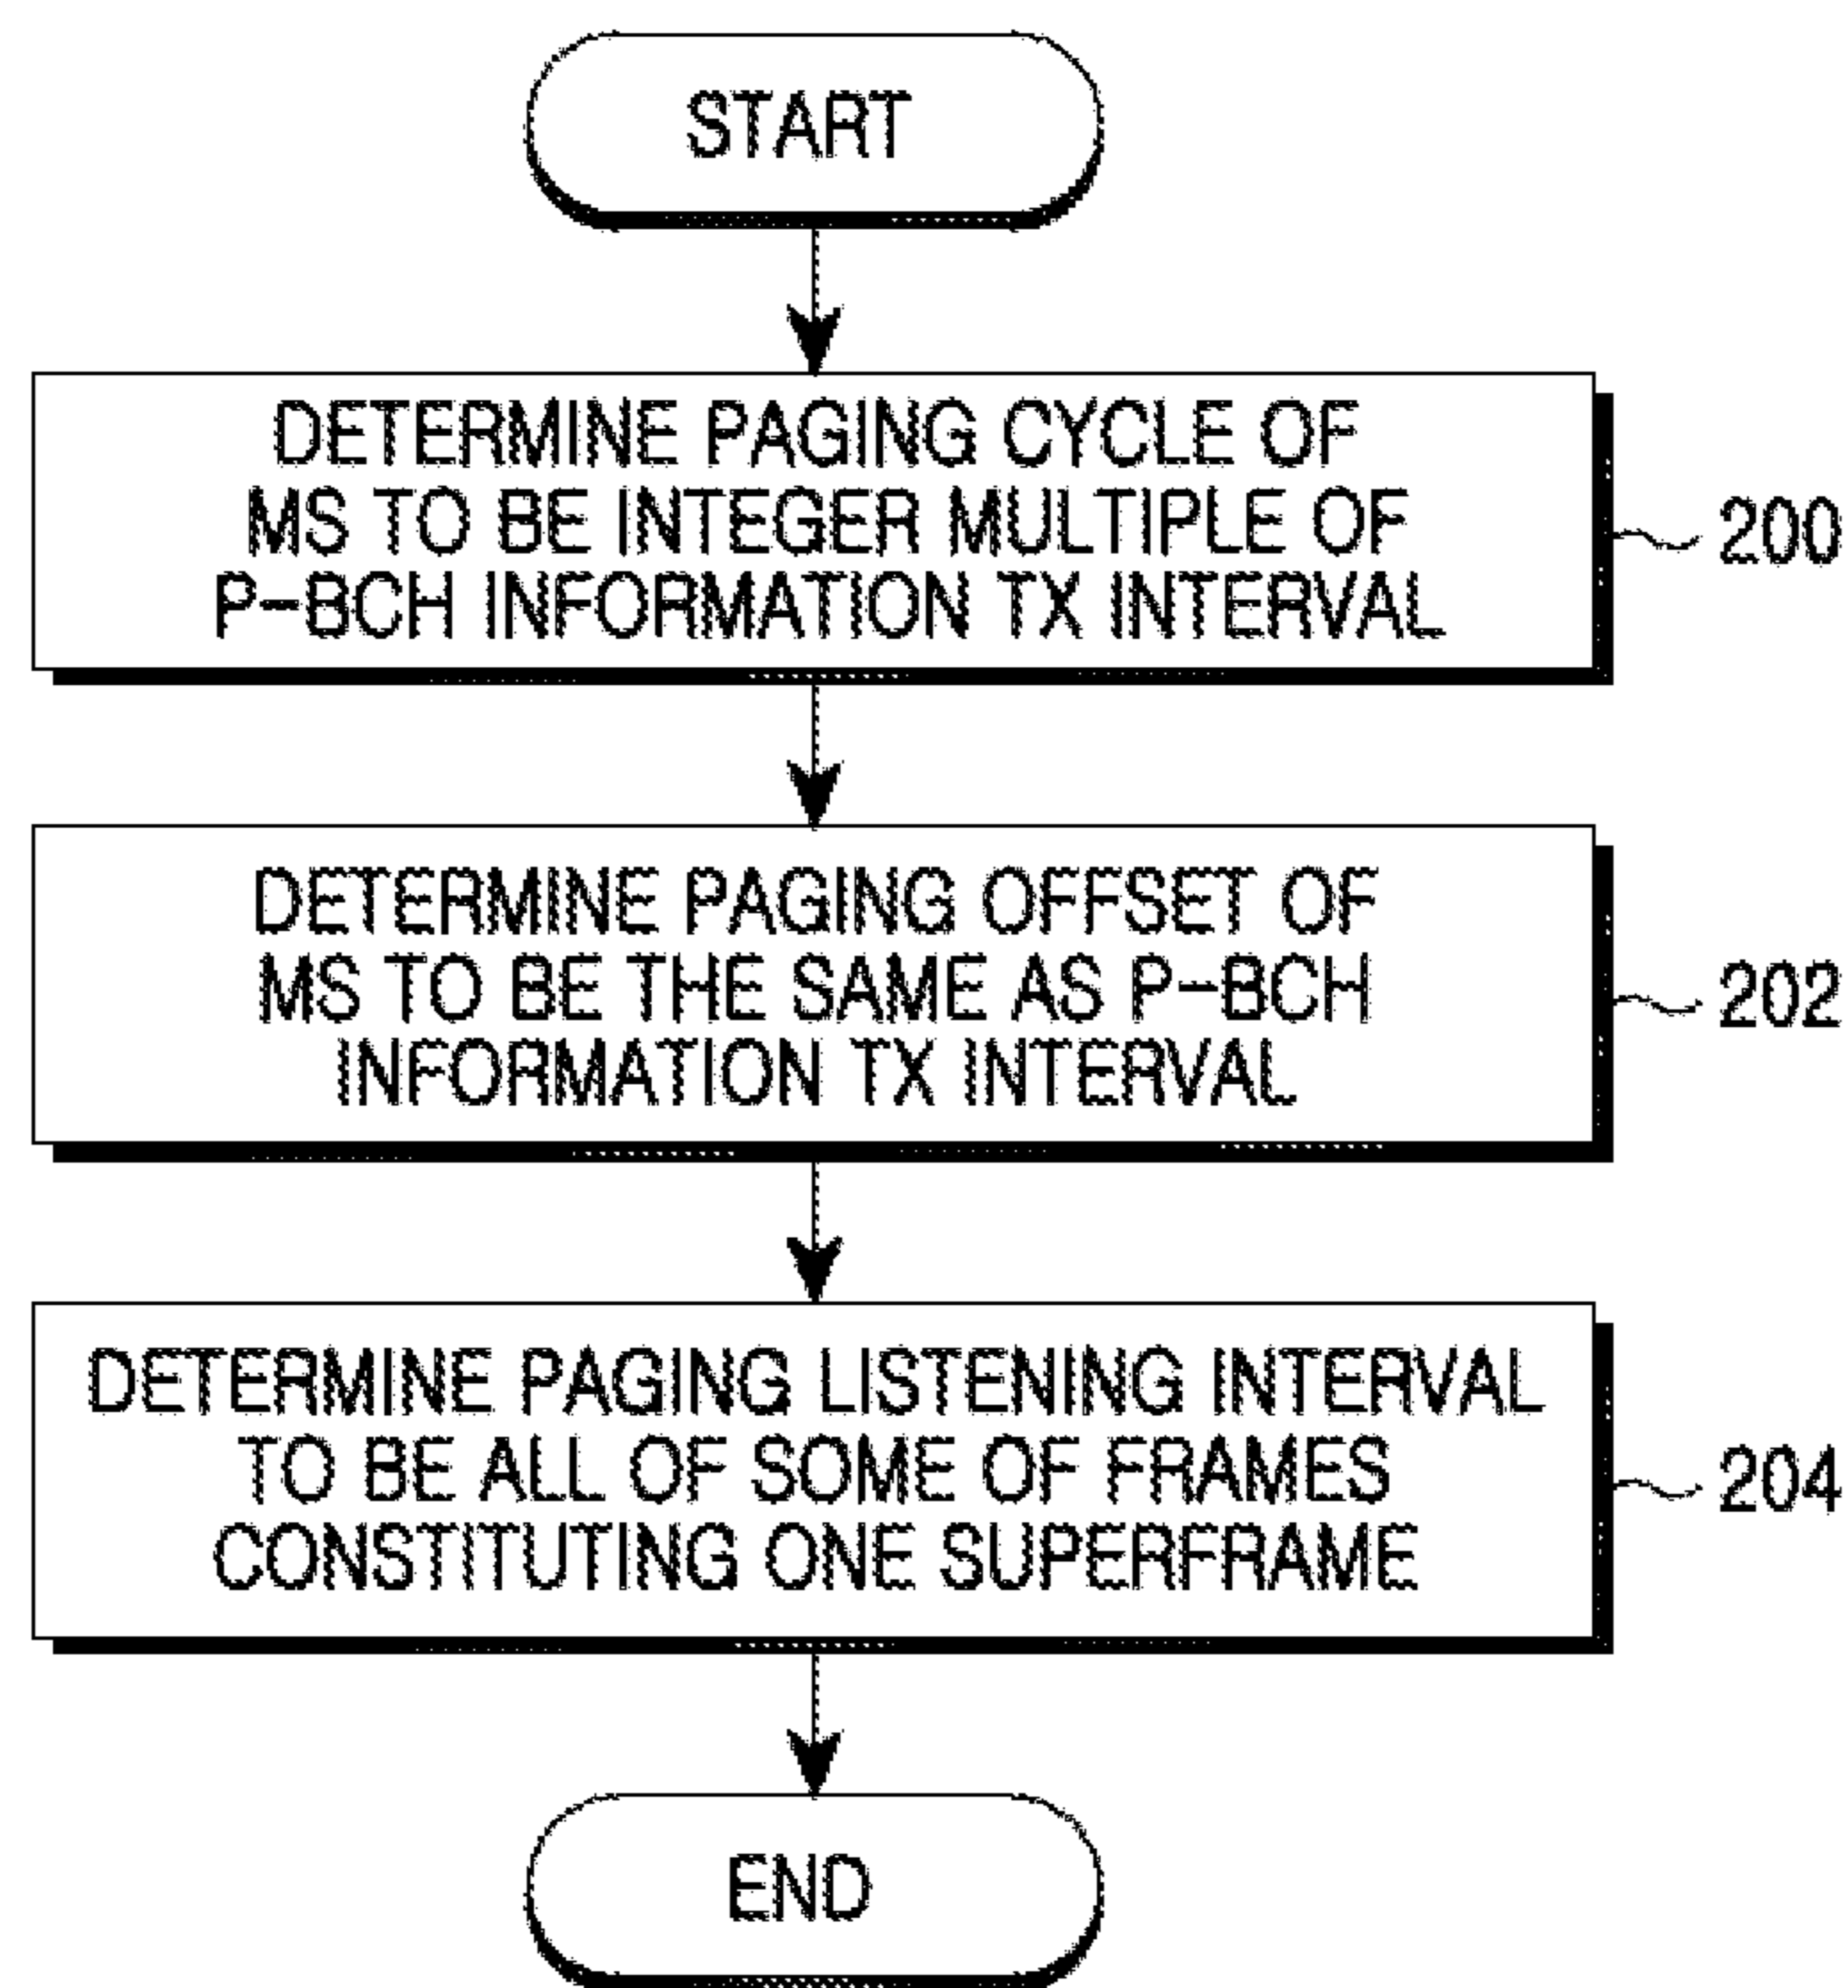 START
DETERMINE PAGING CYCLE OF
MS TO BE INTEGER MULTIPLE OF
P-BCH INFORMATION TX INTERVAL
200
DETERMINE PAGING OFFSET OF
MS TO BE THE SAME AS P-BCH
INFORMATION TX INTERVAL
202
DETERMINE PAGING LISTENING INTERVAL
TO BE ALL OF SOME OF FRAMES
CONSTITUTING ONE SUPERFRAME
204
END